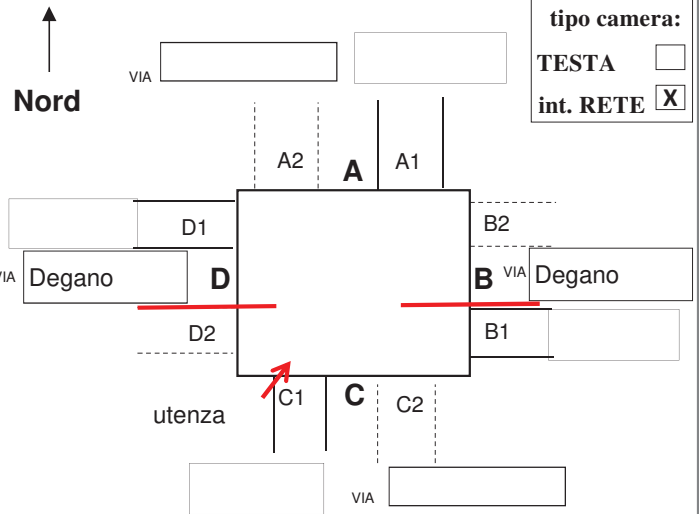 tipo camera:
VIA
TESTA
Nord
int. RETE X
A2 A A1
D1 B2
VIA Degano D B VIA Degano
D2 B1
C1 C C2
utenza
VIA